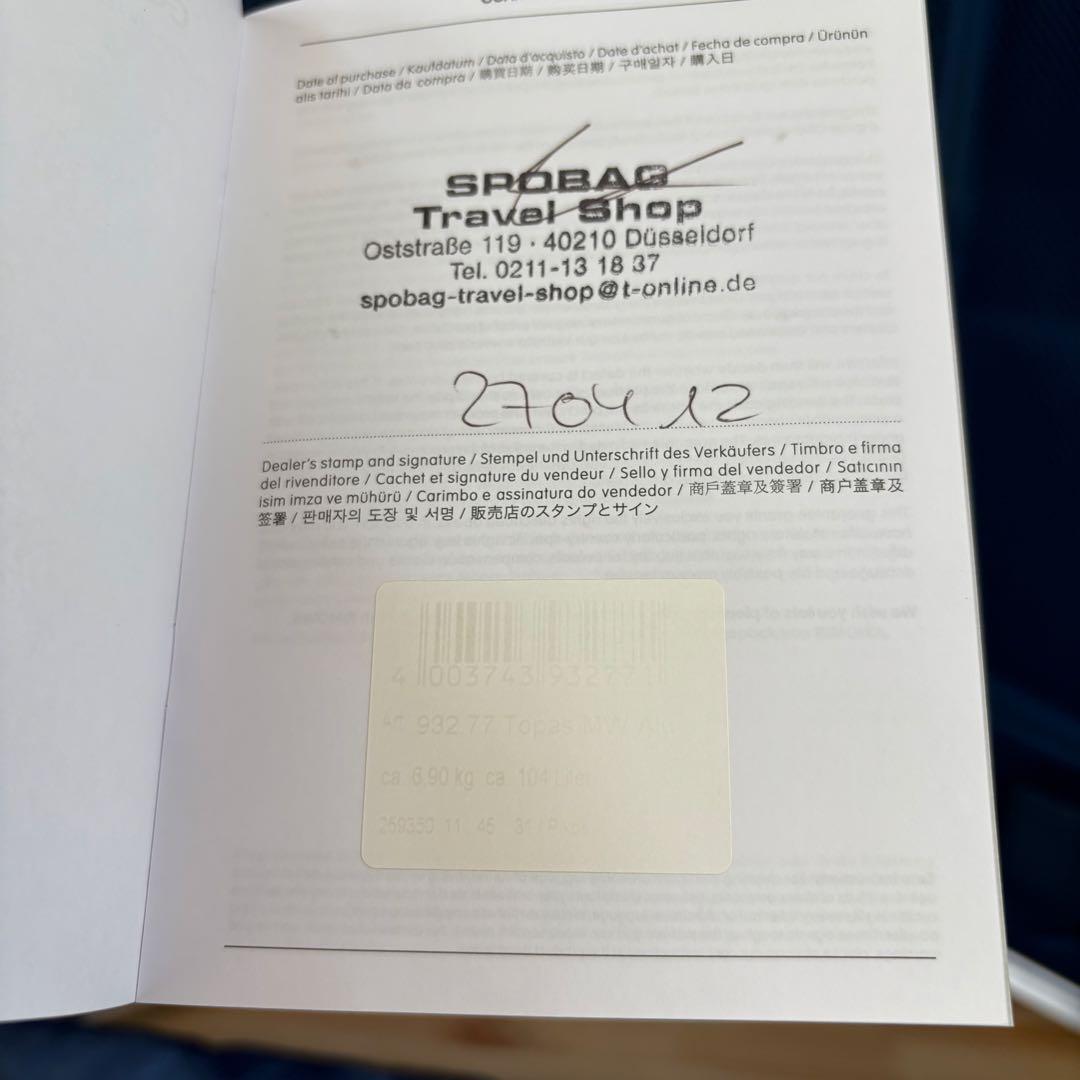 Date of purchase / Kaufdatum / Data d'acquisto / Date d'achat / Fecha de compra / Ürünün
alis tarihi / Data da compra / 購買日期 / 购买日期 / 구매일자 / 購入日
SPOBAG
Travel Shop
Oststraße 119 · 40210 Düsseldorf
Tel. 0211-13 18 37
spobag-travel-shop@t-online.de
270412
Dealer's stamp and signature / Stempel und Unterschrift des Verkäufers / Timbro e firma
del rivenditore / Cachet et signature du vendeur / Sello y firma del vendedor / Satıcının
isim imza ve mühürü / Carimbo e assinatura do vendedor / 商戶蓋章及簽署 / 商户盖章及
签署 / 판매자의 도장 및 서명 / 販売店のスタンプとサイン
4 003743 93277
932.77 Topas MW
ca 6,90 kg ca 104
259350 11 45